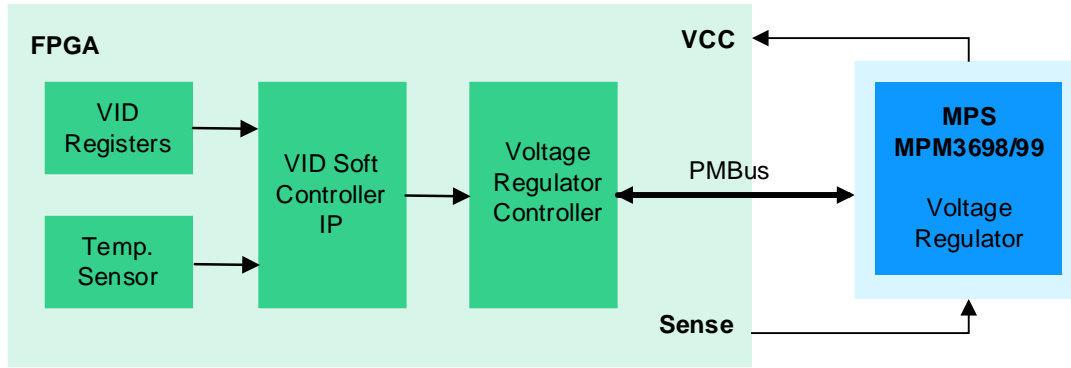 FPGA
VCC
VID
Registers
VID Soft
Controller
IP
Voltage
Regulator
Controller
PMBus
MPS
MPM3698/99
Voltage
Regulator
Temp.
Sensor
Sense